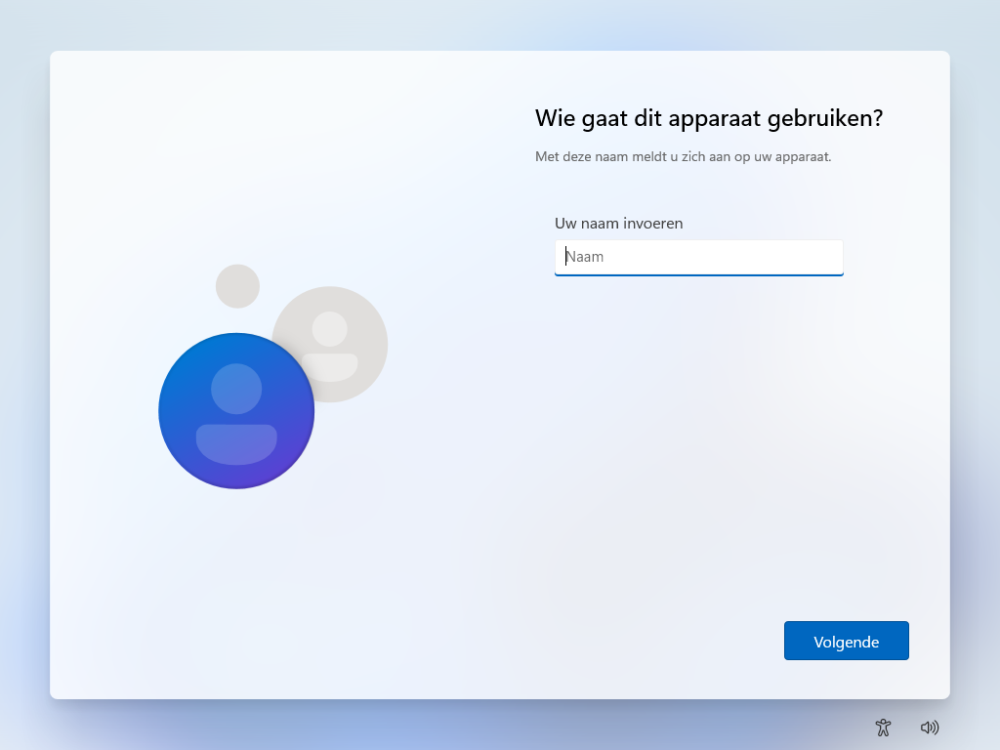 Wie gaat dit apparaat gebruiken?
Met deze naam meldt u zich aan op uw apparaat.
Uw naam invoeren
Naam
Volgende